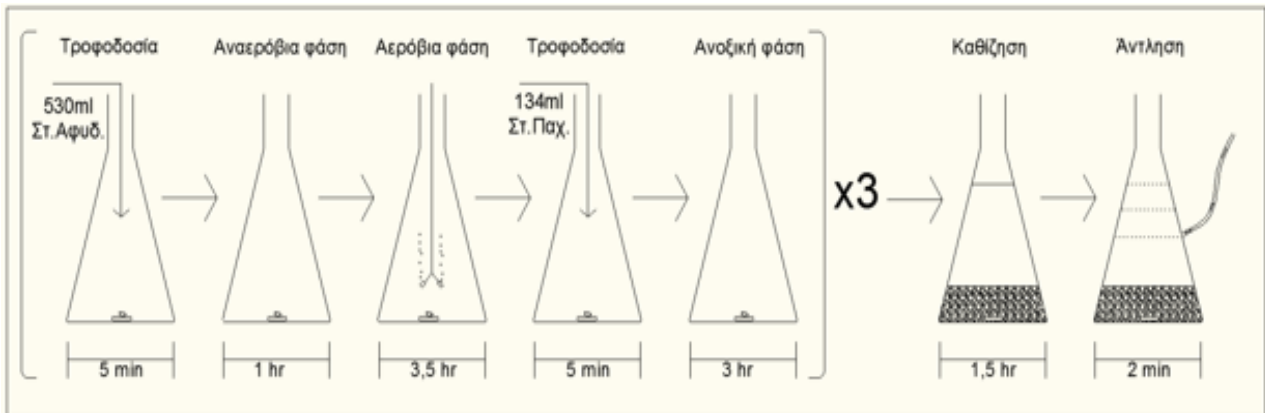 Τροφοδοσία Αναερόβια φάση Αερόβια φάση Τροφοδοσία Ανοξική φάση Καθίζηση Άντληση
530ml
Στ.Αφυδ.
134ml
Στ.Παχ.
x3
5 min 1 hr 3,5 hr 5 min 3 hr 1,5 hr 2 min